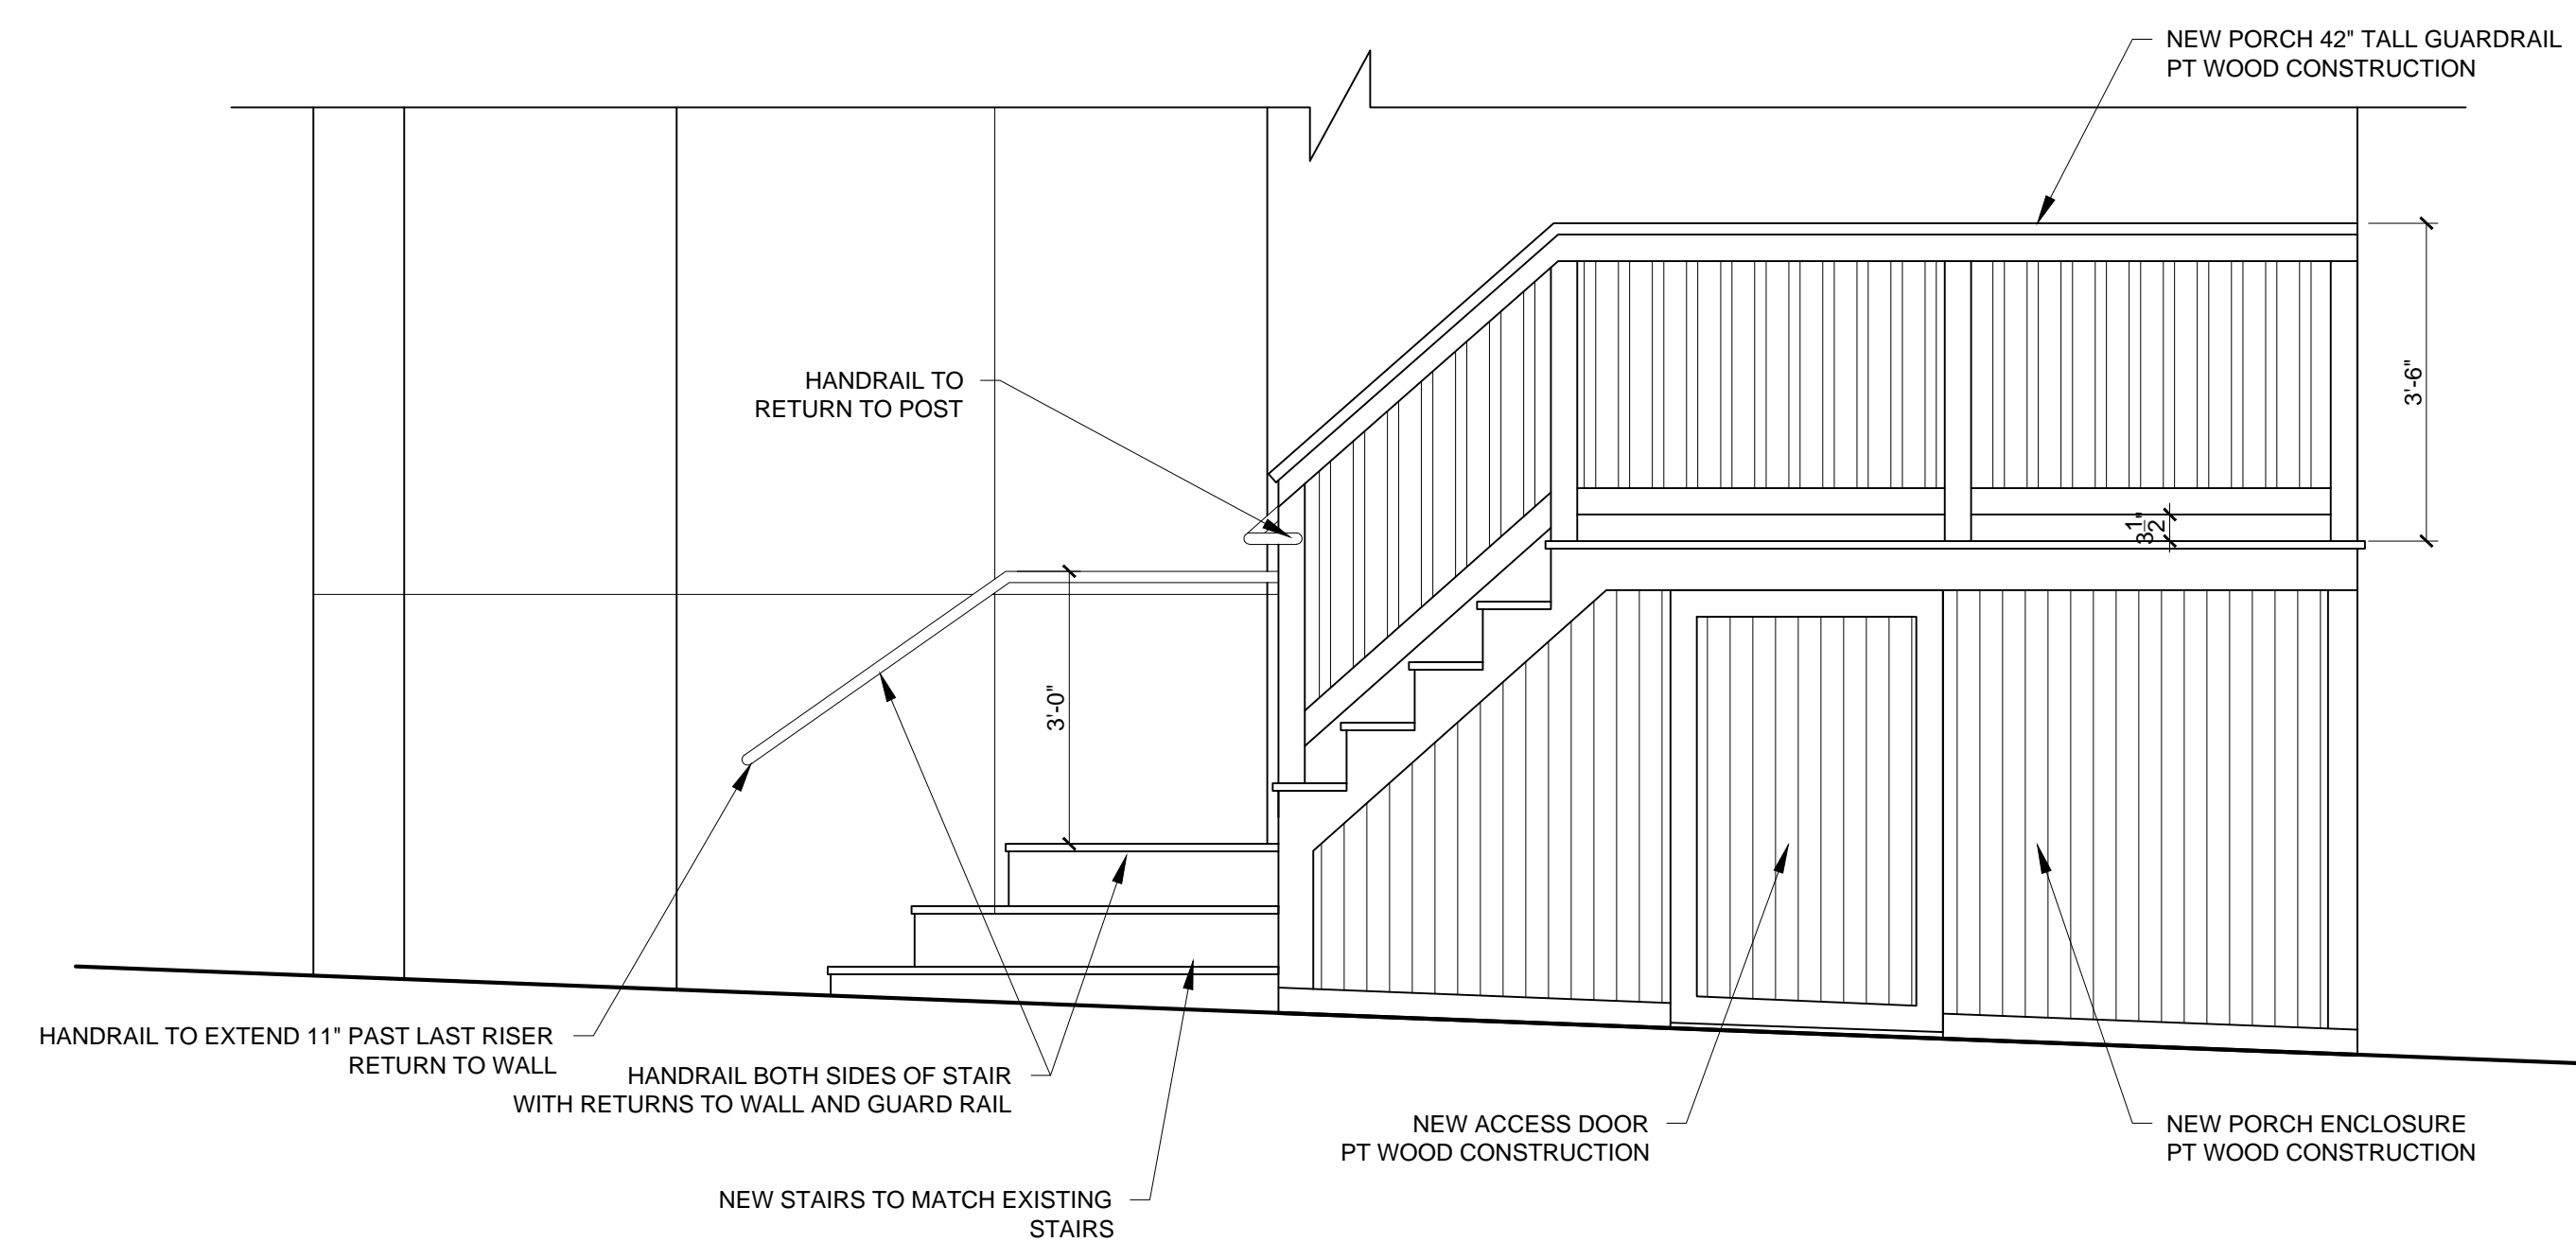 NEW PORCH 42" TALL GUARDRAIL
PT WOOD CONSTRUCTION
HANDRAIL TO
RETURN TO POST
3'-6"
3 1/2"
3'-0"
HANDRAIL TO EXTEND 11" PAST LAST RISER
RETURN TO WALL
HANDRAIL BOTH SIDES OF STAIR
WITH RETURNS TO WALL AND GUARD RAIL
NEW ACCESS DOOR
PT WOOD CONSTRUCTION
NEW PORCH ENCLOSURE
PT WOOD CONSTRUCTION
NEW STAIRS TO MATCH EXISTING
STAIRS